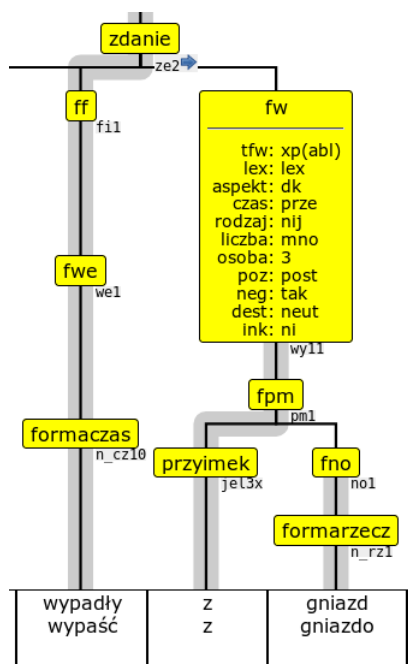 zdanie
ze2
ff
fi1
fw
tfw: xp(abl)
lex: lex
aspekt: dk
czas: prze
rodzaj: nij
liczba: mno
osoba: 3
poz: post
neg: tak
dest: neut
ink: ni
wy11
fwe
we1
fpm
pm1
formaczas
n_cz10
przyimek
jel3x
fno
no1
formarzecz
n_rz1
wypadły z gniazd
wypaść z gniazdo